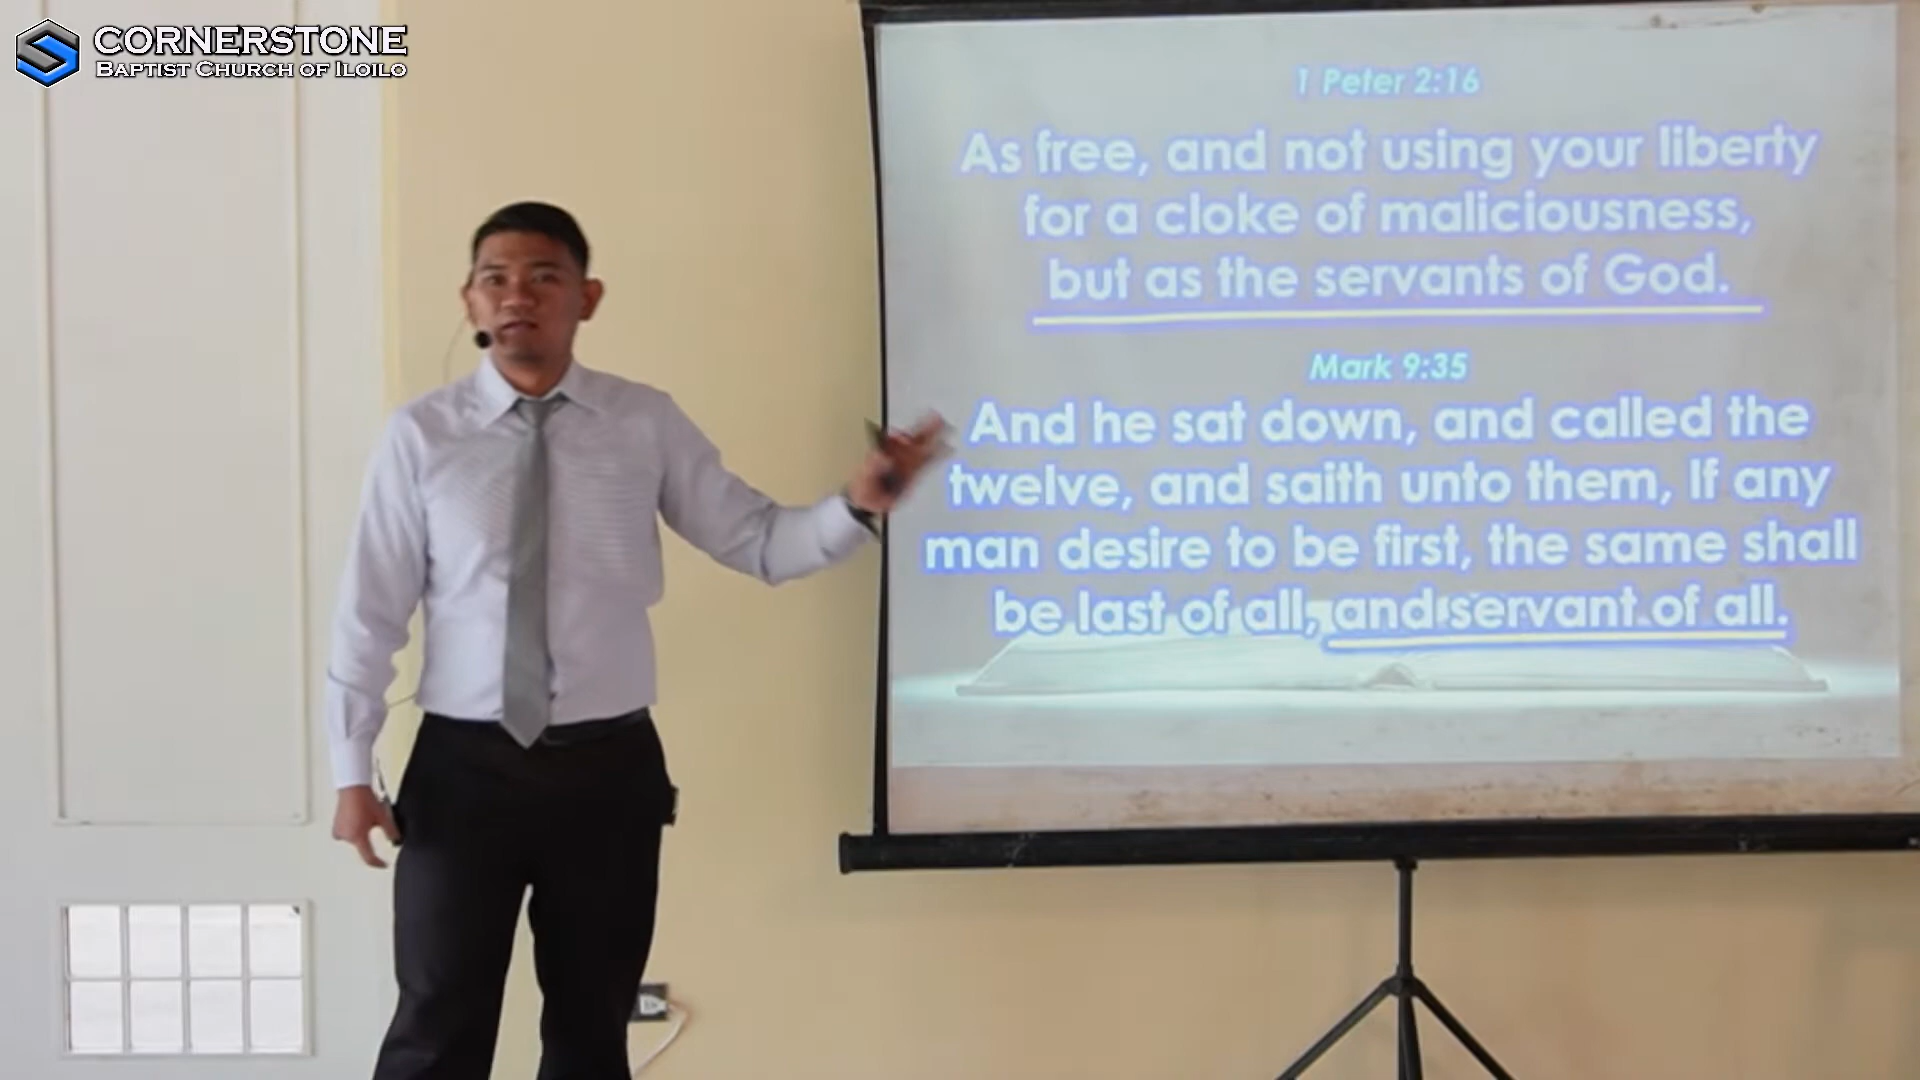 CORNERSTONE
BAPTIST CHURCH OF ILOILO
1 Peter 2:16
As free, and not using your liberty
for a cloke of maliciousness,
but as the servants of God.
Mark 9:35
And he sat down, and called the
twelve, and saith unto them, If any
man desire to be first, the same shall
be last of all, and servant of all.